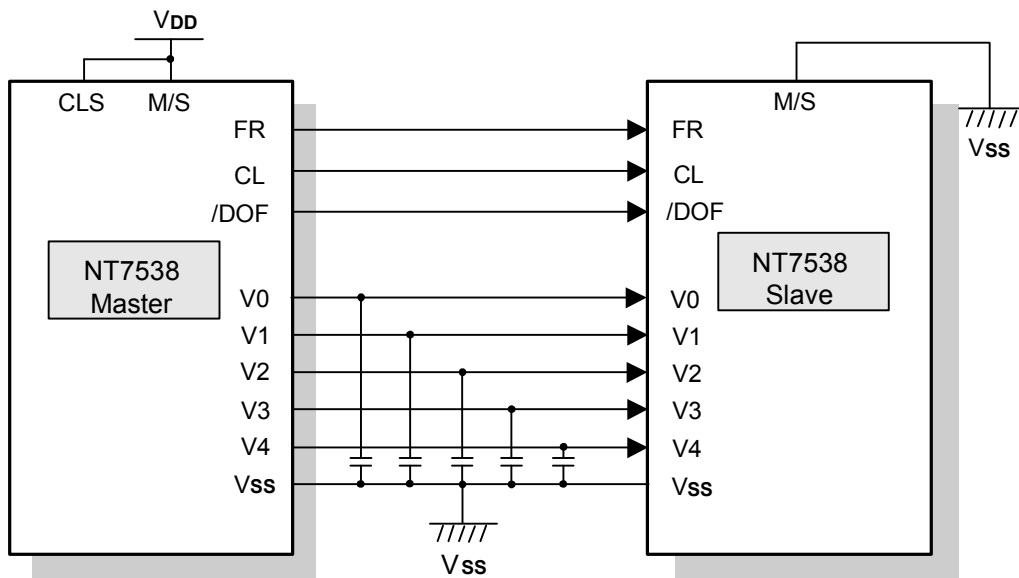 VDD
CLS M/S
FR
CL
/DOF
NT7538
Master
V0
V1
V2
V3
V4
Vss
Vss
M/S
Vss
FR
CL
/DOF
NT7538
Slave
V0
V1
V2
V3
V4
Vss